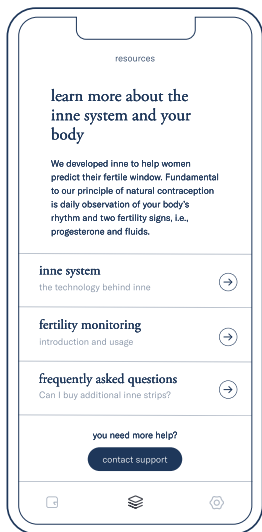 resources
learn more about the
inne system and your
body
We developed inne to help women
predict their fertile window. Fundamental
to our principle of natural contraception
is daily observation of your body's
rhythm and two fertility signs, i.e.,
progesterone and fluids.
inne system
the technology behind inne
fertility monitoring
introduction and usage
frequently asked questions
Can I buy additional inne strips?
you need more help?
contact support